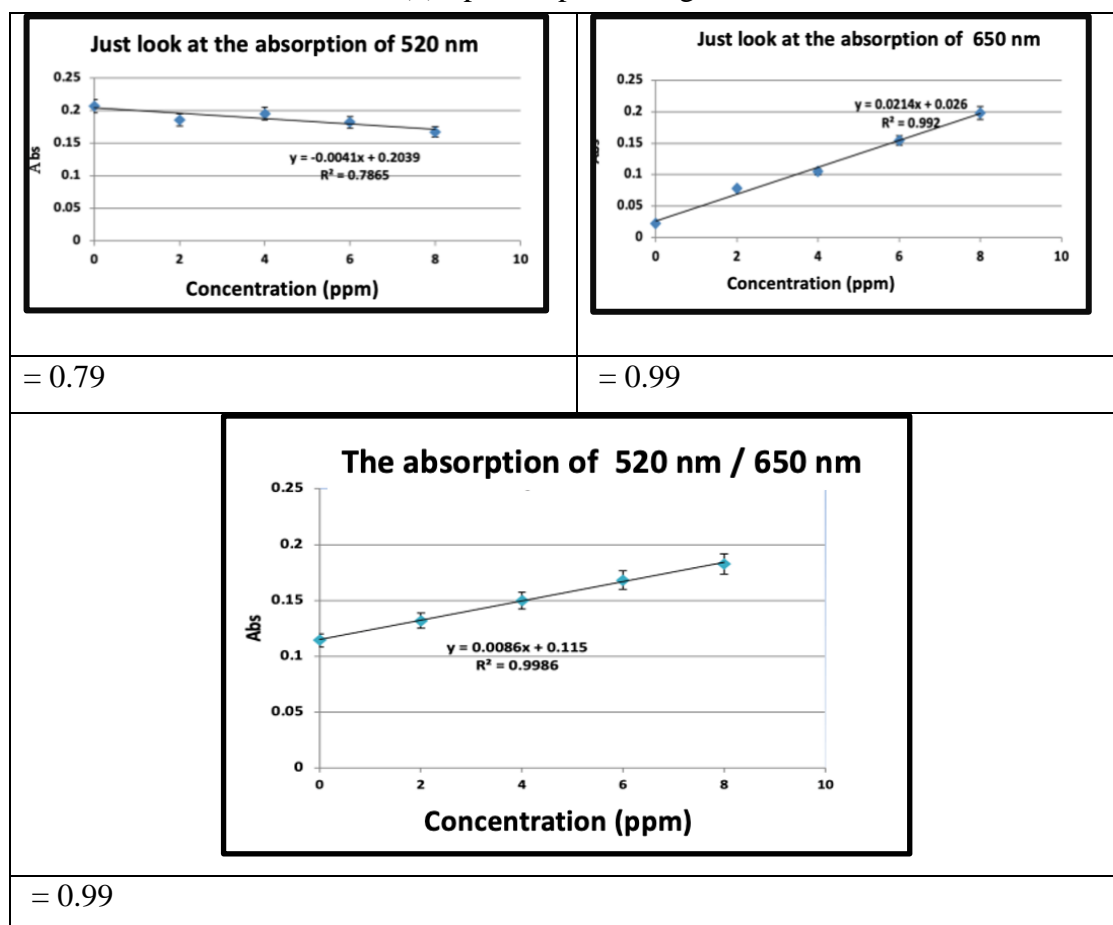 Just look at the absorption of 520 nm
0.25
0.2
0.15
0.1
0.05
0
Abs
y = -0.0041x + 0.2039
R² = 0.7865
0 2 4 6 8 10
Concentration (ppm)
Just look at the absorption of 650 nm
0.25
0.2
0.15
0.1
0.05
0
Abs
y = 0.0214x + 0.026
R² = 0.992
0 2 4 6 8 10
Concentration (ppm)
= 0.79
= 0.99
The absorption of 520 nm / 650 nm
0.25
0.2
0.15
0.1
0.05
0
Abs
y = 0.0086x + 0.115
R² = 0.9986
0 2 4 6 8 10
Concentration (ppm)
= 0.99